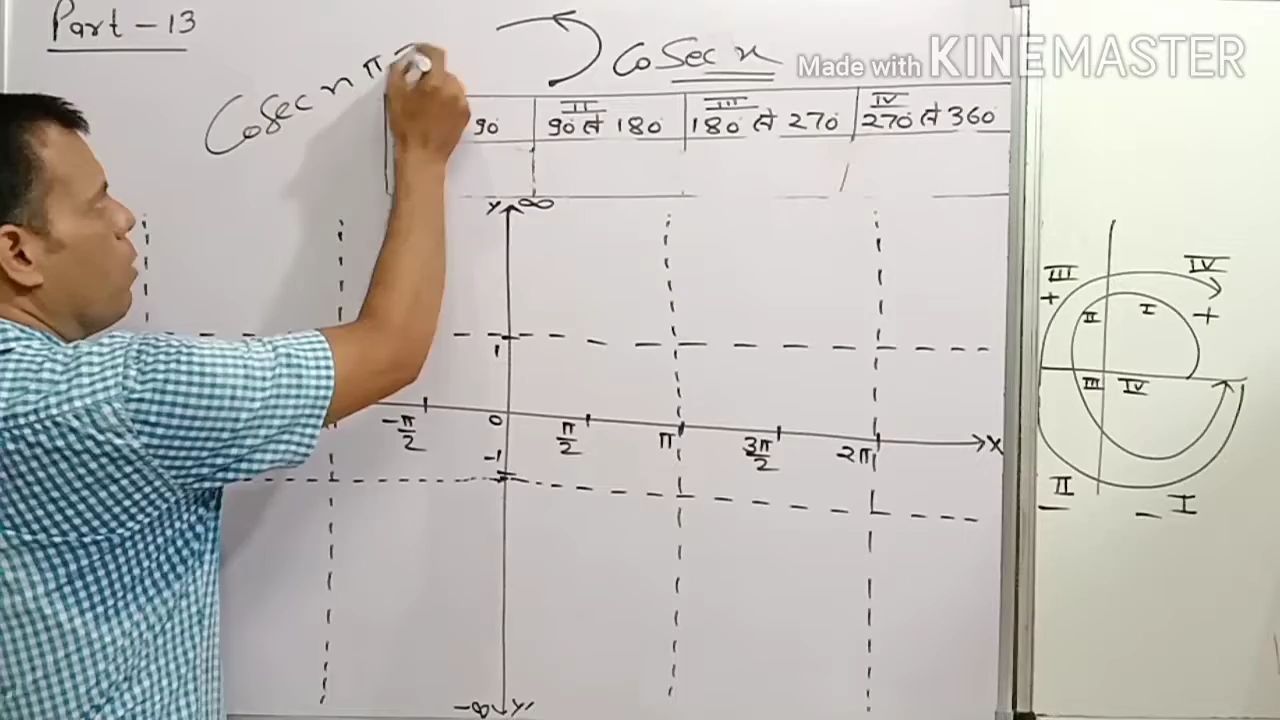 Part - 13
Cosec x
Made with KINEMASTER
Cosec n π
90
II
90 से 180
III
180 से 270
IV
270 से 360
Y ∞
1
-π/2
0
π/2
π
3π/2
2π
X
-1
-∞ Y'
III
+
IV
+
II
I
III
IV
II
-
I
-